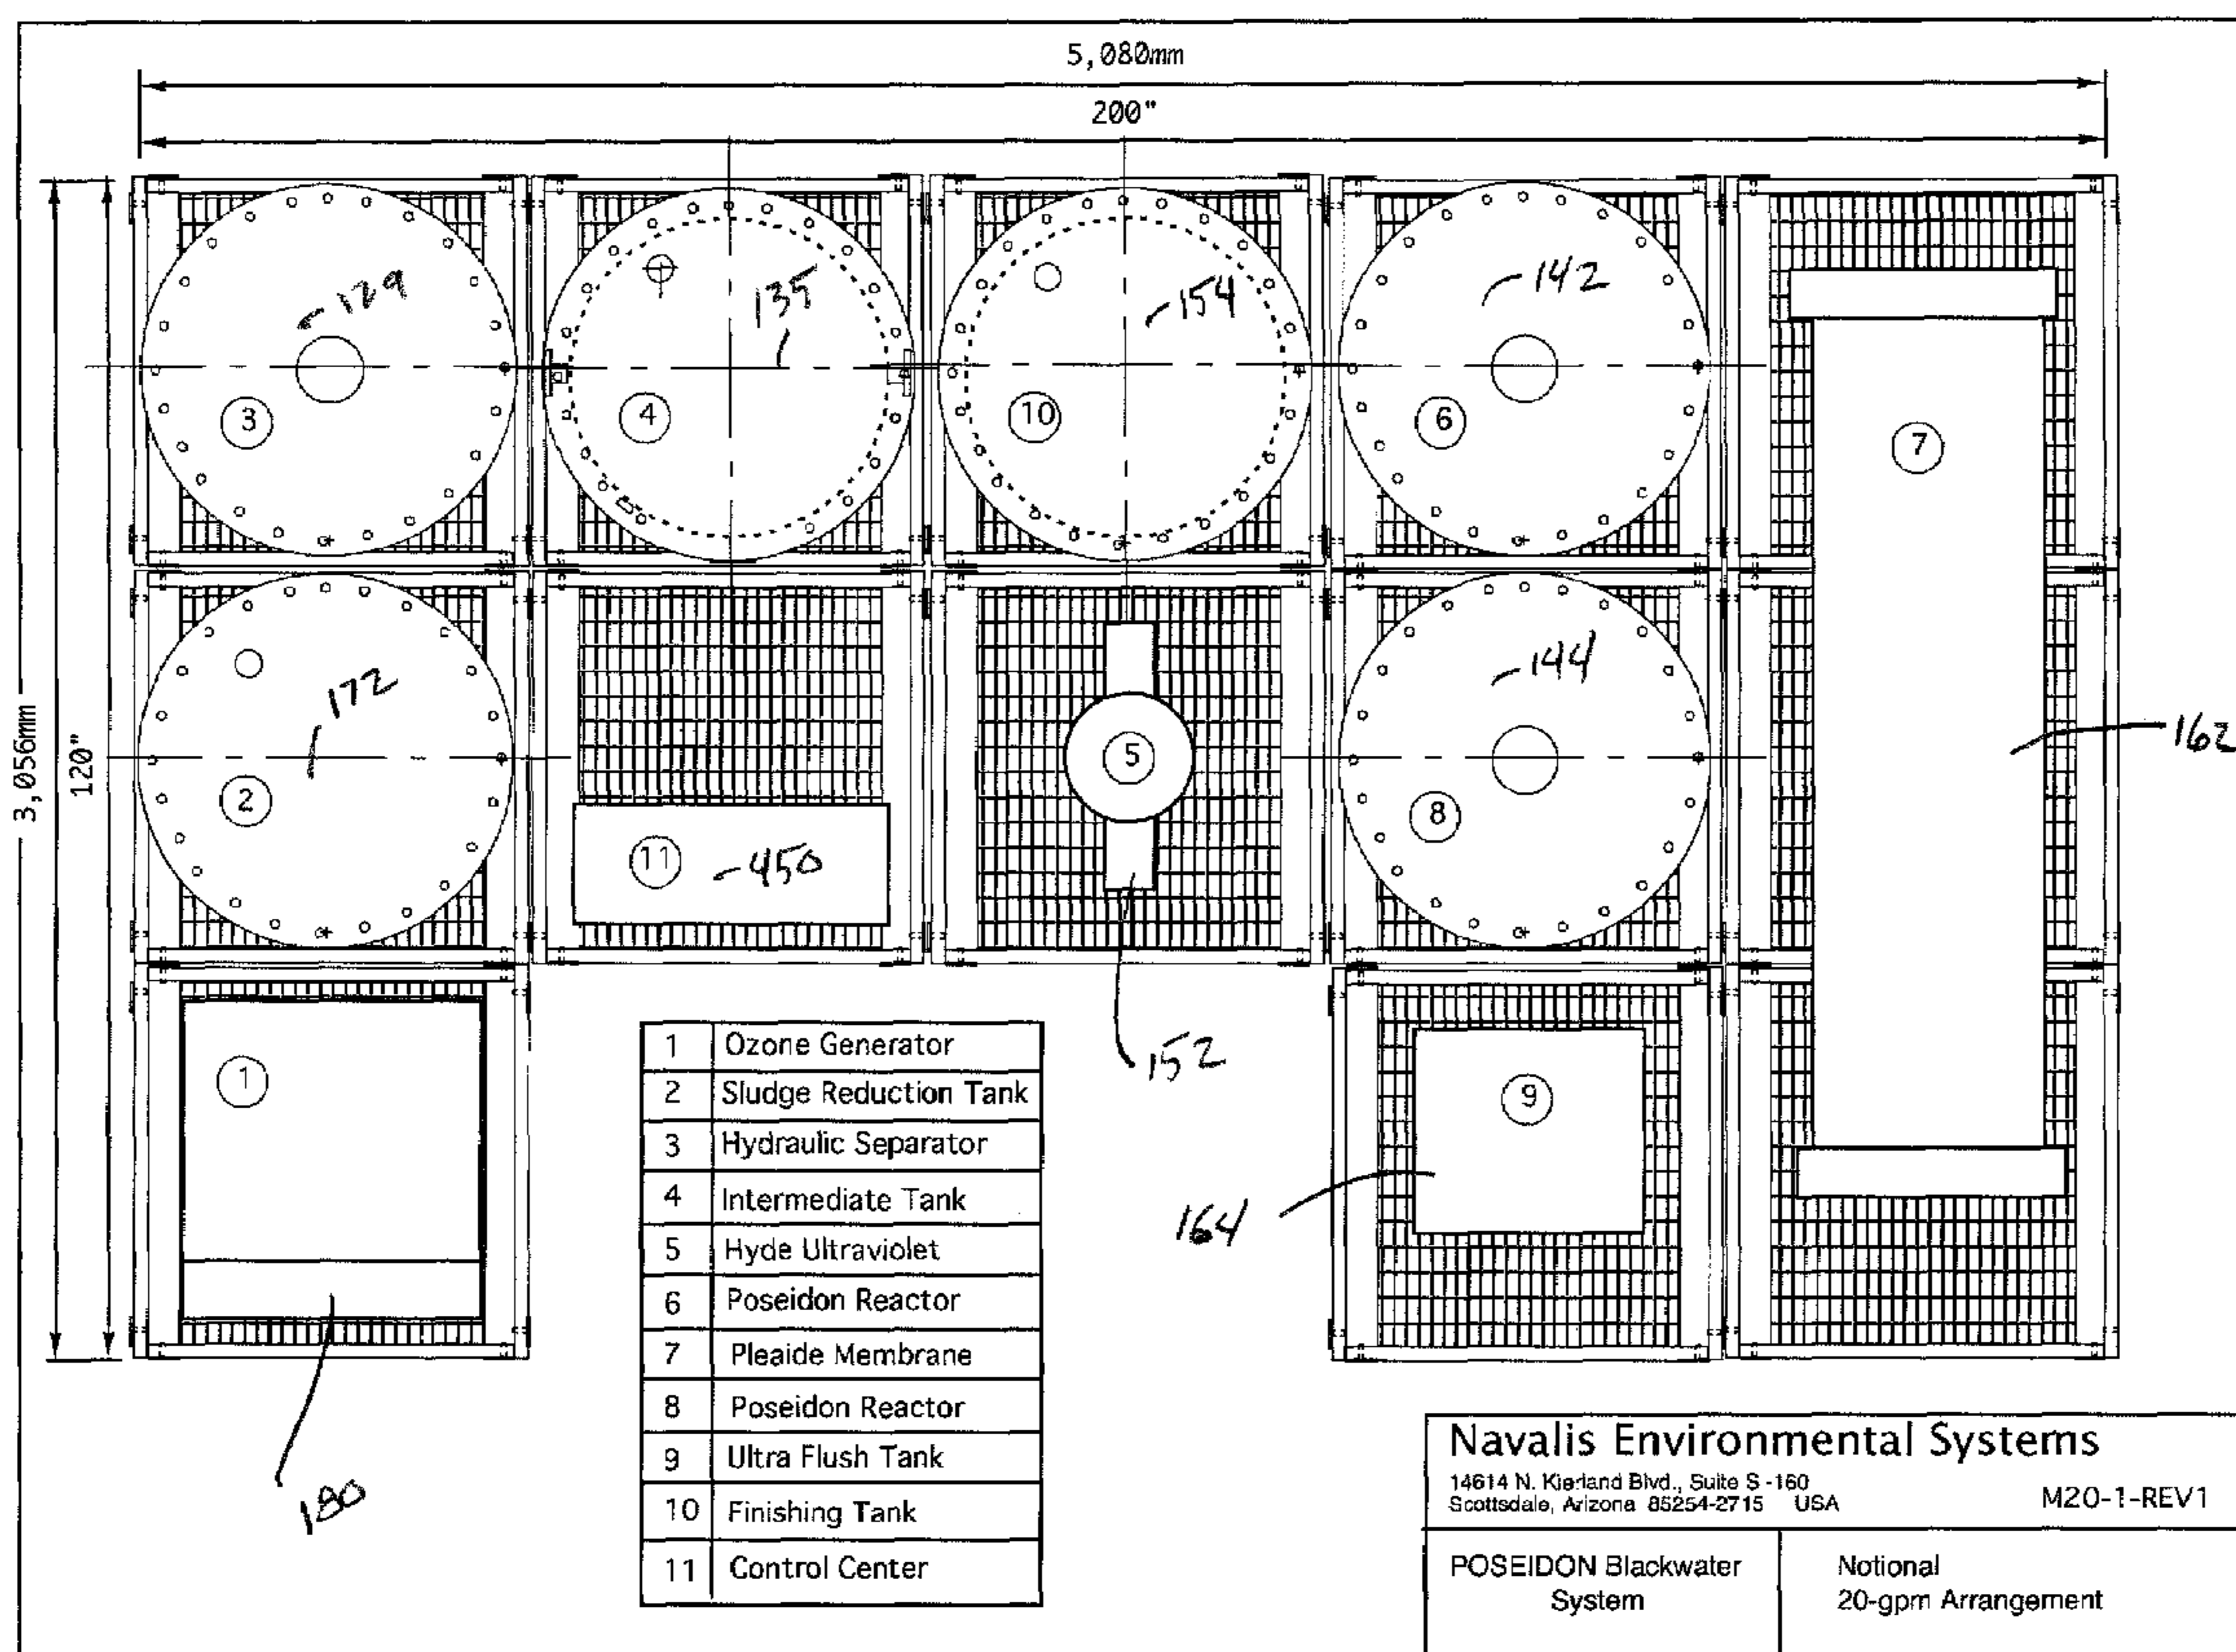 5,080mm
200"
3,056mm
120"
129
3
135
4
154
10
142
6
7
172
2
11
450
5
144
8
162
152
1
180
9
164
1 Ozone Generator
2 Sludge Reduction Tank
3 Hydraulic Separator
4 Intermediate Tank
5 Hyde Ultraviolet
6 Poseidon Reactor
7 Pleaide Membrane
8 Poseidon Reactor
9 Ultra Flush Tank
10 Finishing Tank
11 Control Center
Navalis Environmental Systems
14614 N. Kierland Blvd., Suite S-160
Scottsdale, Arizona 85254-2715 USA
M20-1-REV1
POSEIDON Blackwater
System
Notional
20-gpm Arrangement